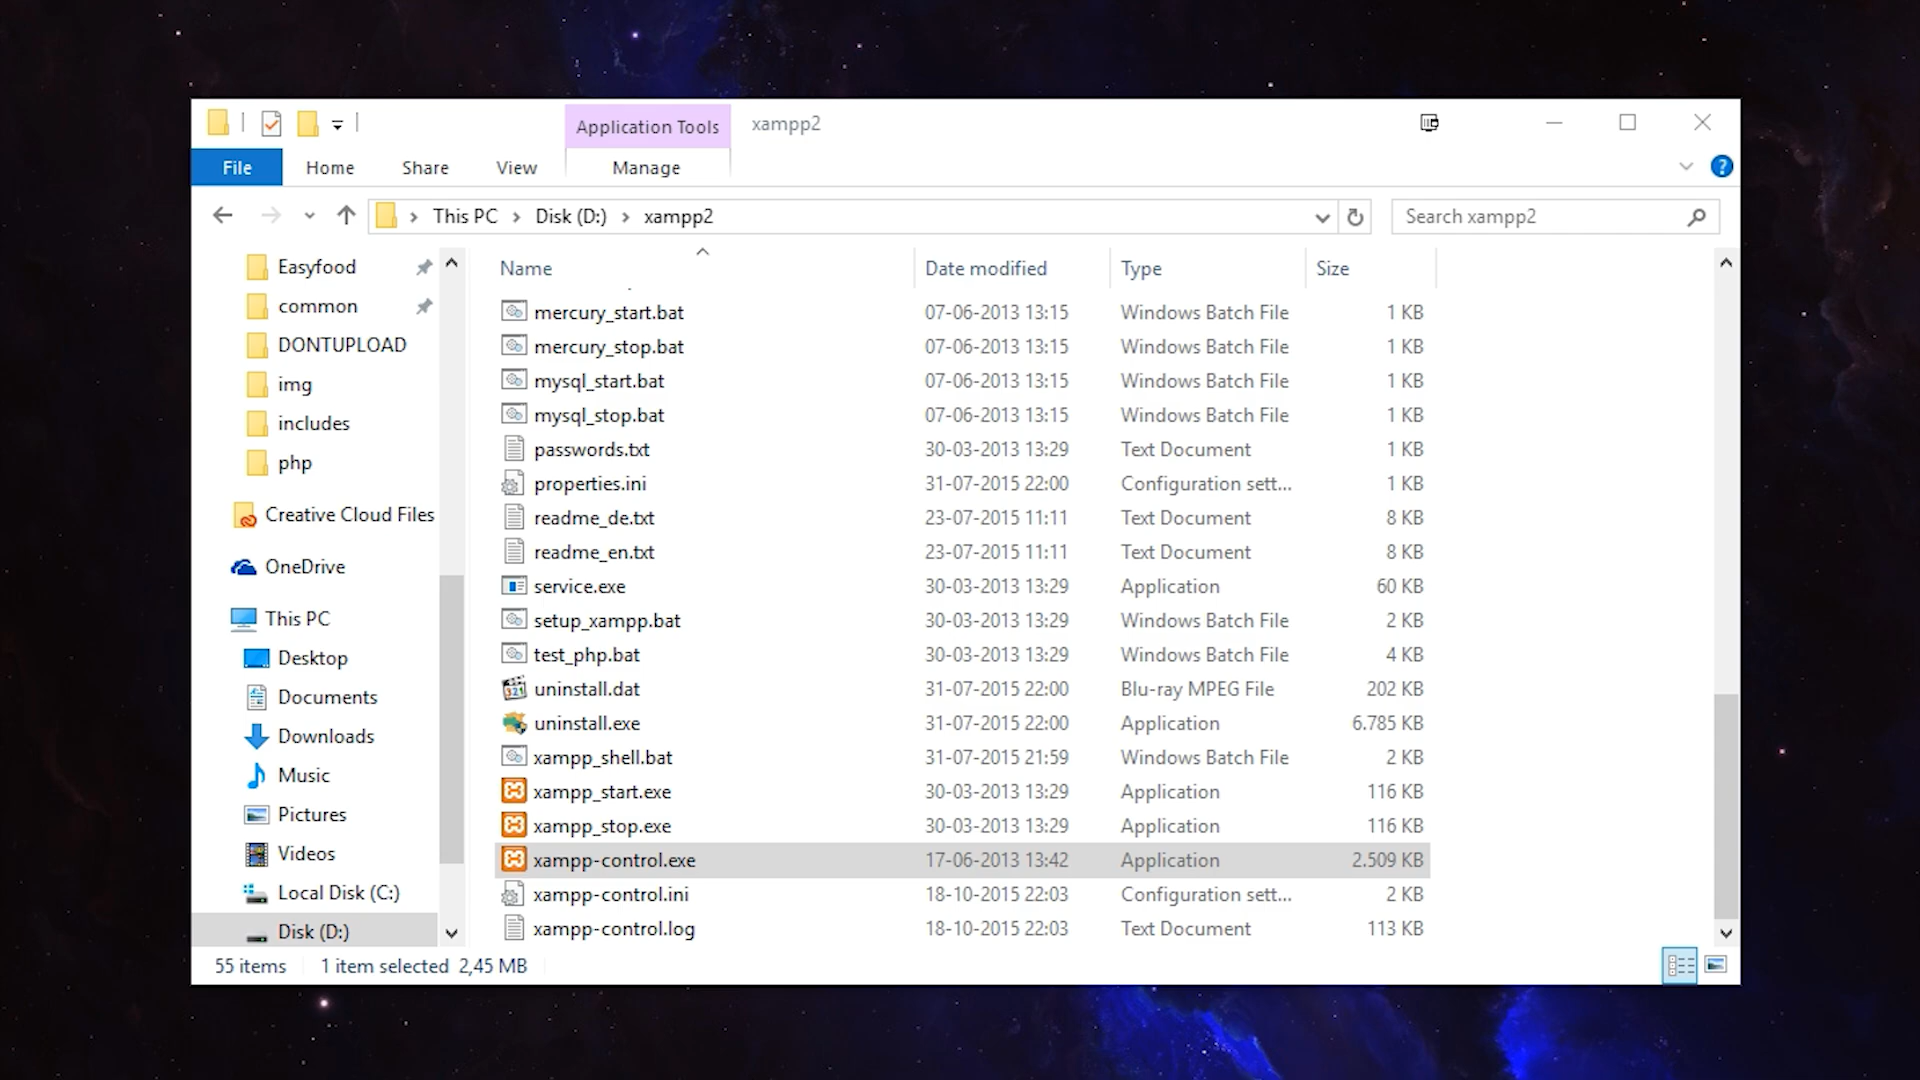 Application Tools xampp2
File Home Share View Manage
This PC Disk (D:) xampp2 Search xampp2
Easyfood
common
DONTUPLOAD
img
includes
php
Creative Cloud Files
OneDrive
This PC
Desktop
Documents
Downloads
Music
Pictures
Videos
Local Disk (C:)
Disk (D:)
Name Date modified Type Size
mercury_start.bat 07-06-2013 13:15 Windows Batch File 1 KB
mercury_stop.bat 07-06-2013 13:15 Windows Batch File 1 KB
mysql_start.bat 07-06-2013 13:15 Windows Batch File 1 KB
mysql_stop.bat 07-06-2013 13:15 Windows Batch File 1 KB
passwords.txt 30-03-2013 13:29 Text Document 1 KB
properties.ini 31-07-2015 22:00 Configuration sett... 1 KB
readme_de.txt 23-07-2015 11:11 Text Document 8 KB
readme_en.txt 23-07-2015 11:11 Text Document 8 KB
service.exe 30-03-2013 13:29 Application 60 KB
setup_xampp.bat 30-03-2013 13:29 Windows Batch File 2 KB
test_php.bat 30-03-2013 13:29 Windows Batch File 4 KB
uninstall.dat 31-07-2015 22:00 Blu-ray MPEG File 202 KB
uninstall.exe 31-07-2015 22:00 Application 6.785 KB
xampp_shell.bat 31-07-2015 21:59 Windows Batch File 2 KB
xampp_start.exe 30-03-2013 13:29 Application 116 KB
xampp_stop.exe 30-03-2013 13:29 Application 116 KB
xampp-control.exe 17-06-2013 13:42 Application 2.509 KB
xampp-control.ini 18-10-2015 22:03 Configuration sett... 2 KB
xampp-control.log 18-10-2015 22:03 Text Document 113 KB
55 items 1 item selected 2,45 MB